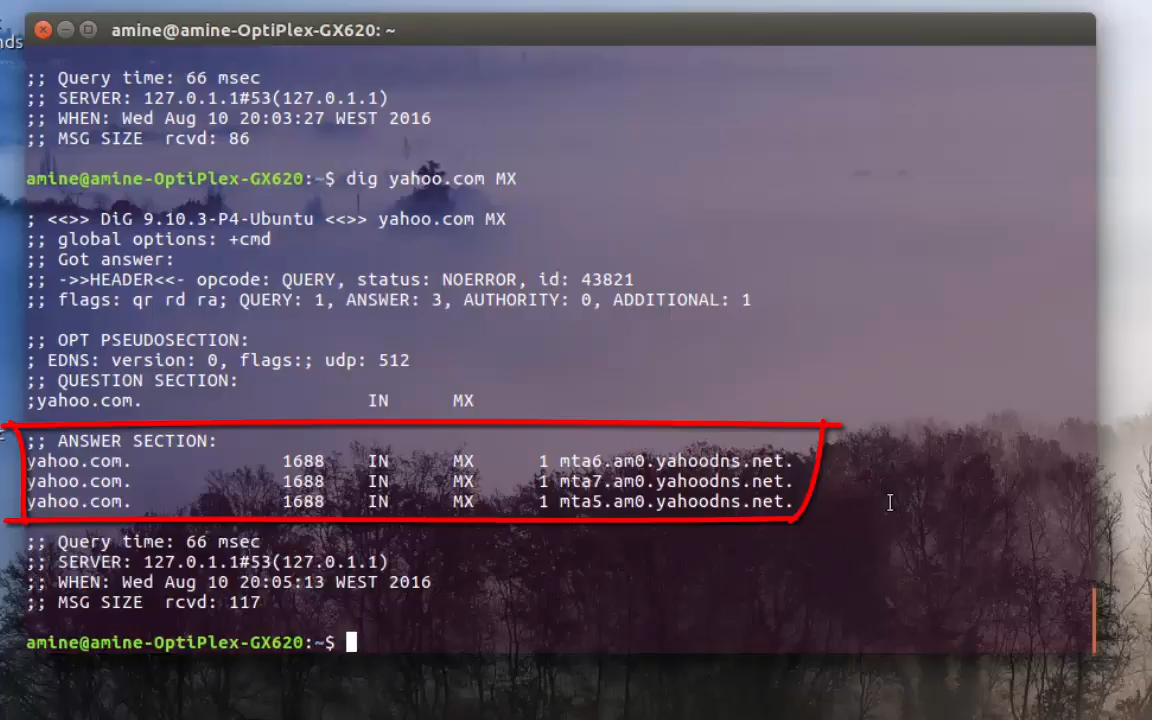 nds
amine@amine-OptiPlex-GX620: ~
;; Query time: 66 msec
;; SERVER: 127.0.1.1#53(127.0.1.1)
;; WHEN: Wed Aug 10 20:03:27 WEST 2016
;; MSG SIZE  rcvd: 86
amine@amine-OptiPlex-GX620:~$ dig yahoo.com MX
; <<>> DiG 9.10.3-P4-Ubuntu <<>> yahoo.com MX
;; global options: +cmd
;; Got answer:
;; ->>HEADER<<- opcode: QUERY, status: NOERROR, id: 43821
;; flags: qr rd ra; QUERY: 1, ANSWER: 3, AUTHORITY: 0, ADDITIONAL: 1
;; OPT PSEUDOSECTION:
; EDNS: version: 0, flags:; udp: 512
;; QUESTION SECTION:
;yahoo.com. IN MX
;; ANSWER SECTION:
yahoo.com. 1688 IN MX 1 mta6.am0.yahoodns.net.
yahoo.com. 1688 IN MX 1 mta7.am0.yahoodns.net.
yahoo.com. 1688 IN MX 1 mta5.am0.yahoodns.net.
;; Query time: 66 msec
;; SERVER: 127.0.1.1#53(127.0.1.1)
;; WHEN: Wed Aug 10 20:05:13 WEST 2016
;; MSG SIZE  rcvd: 117
amine@amine-OptiPlex-GX620:~$